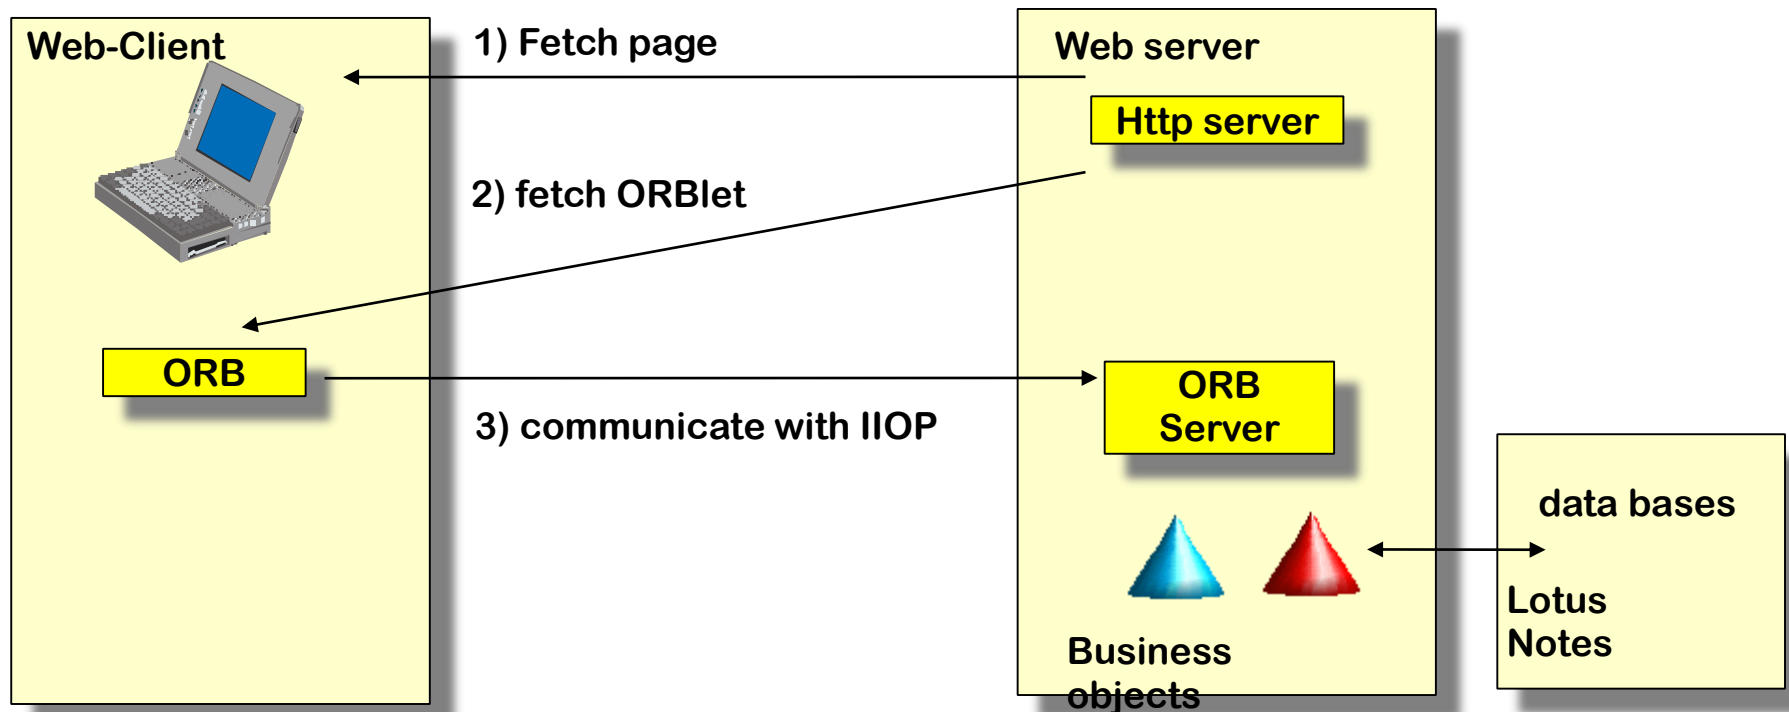 Web-Client
1) Fetch page
Web server
Http server
2) fetch ORBlet
ORB
ORB
Server
3) communicate with IIOP
data bases
Lotus
Notes
Business
objects